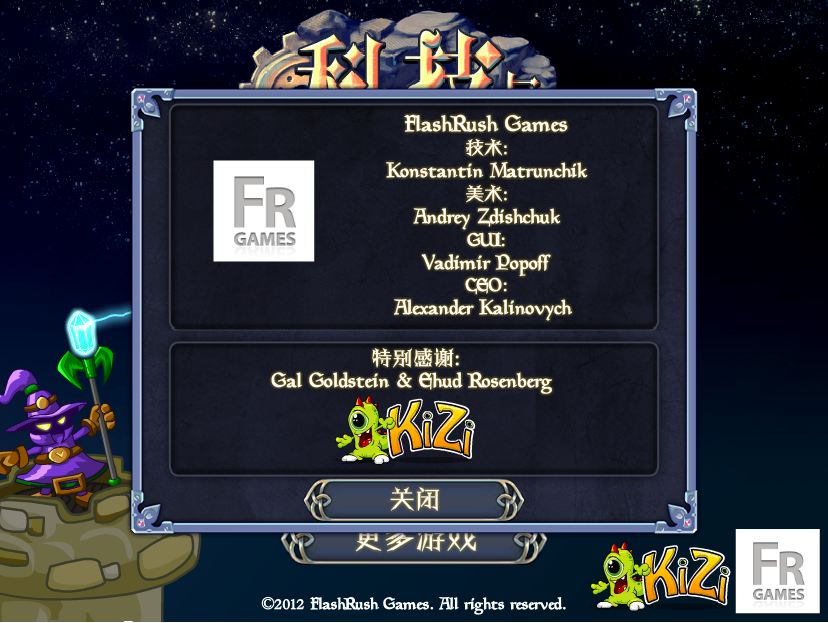 FlashRush Games
技术:
Konstantin Matrunchik
美术:
Andrey Zdishchuk
GUI:
Vadimir Popoff
CEO:
Alexander Kalinovych
FR
GAMES
特别感谢:
Gal Goldstein & Ehud Rosenberg
KiZi
关闭
更多游戏
KiZi
FR
GAMES
©2012 FlashRush Games. All rights reserved.